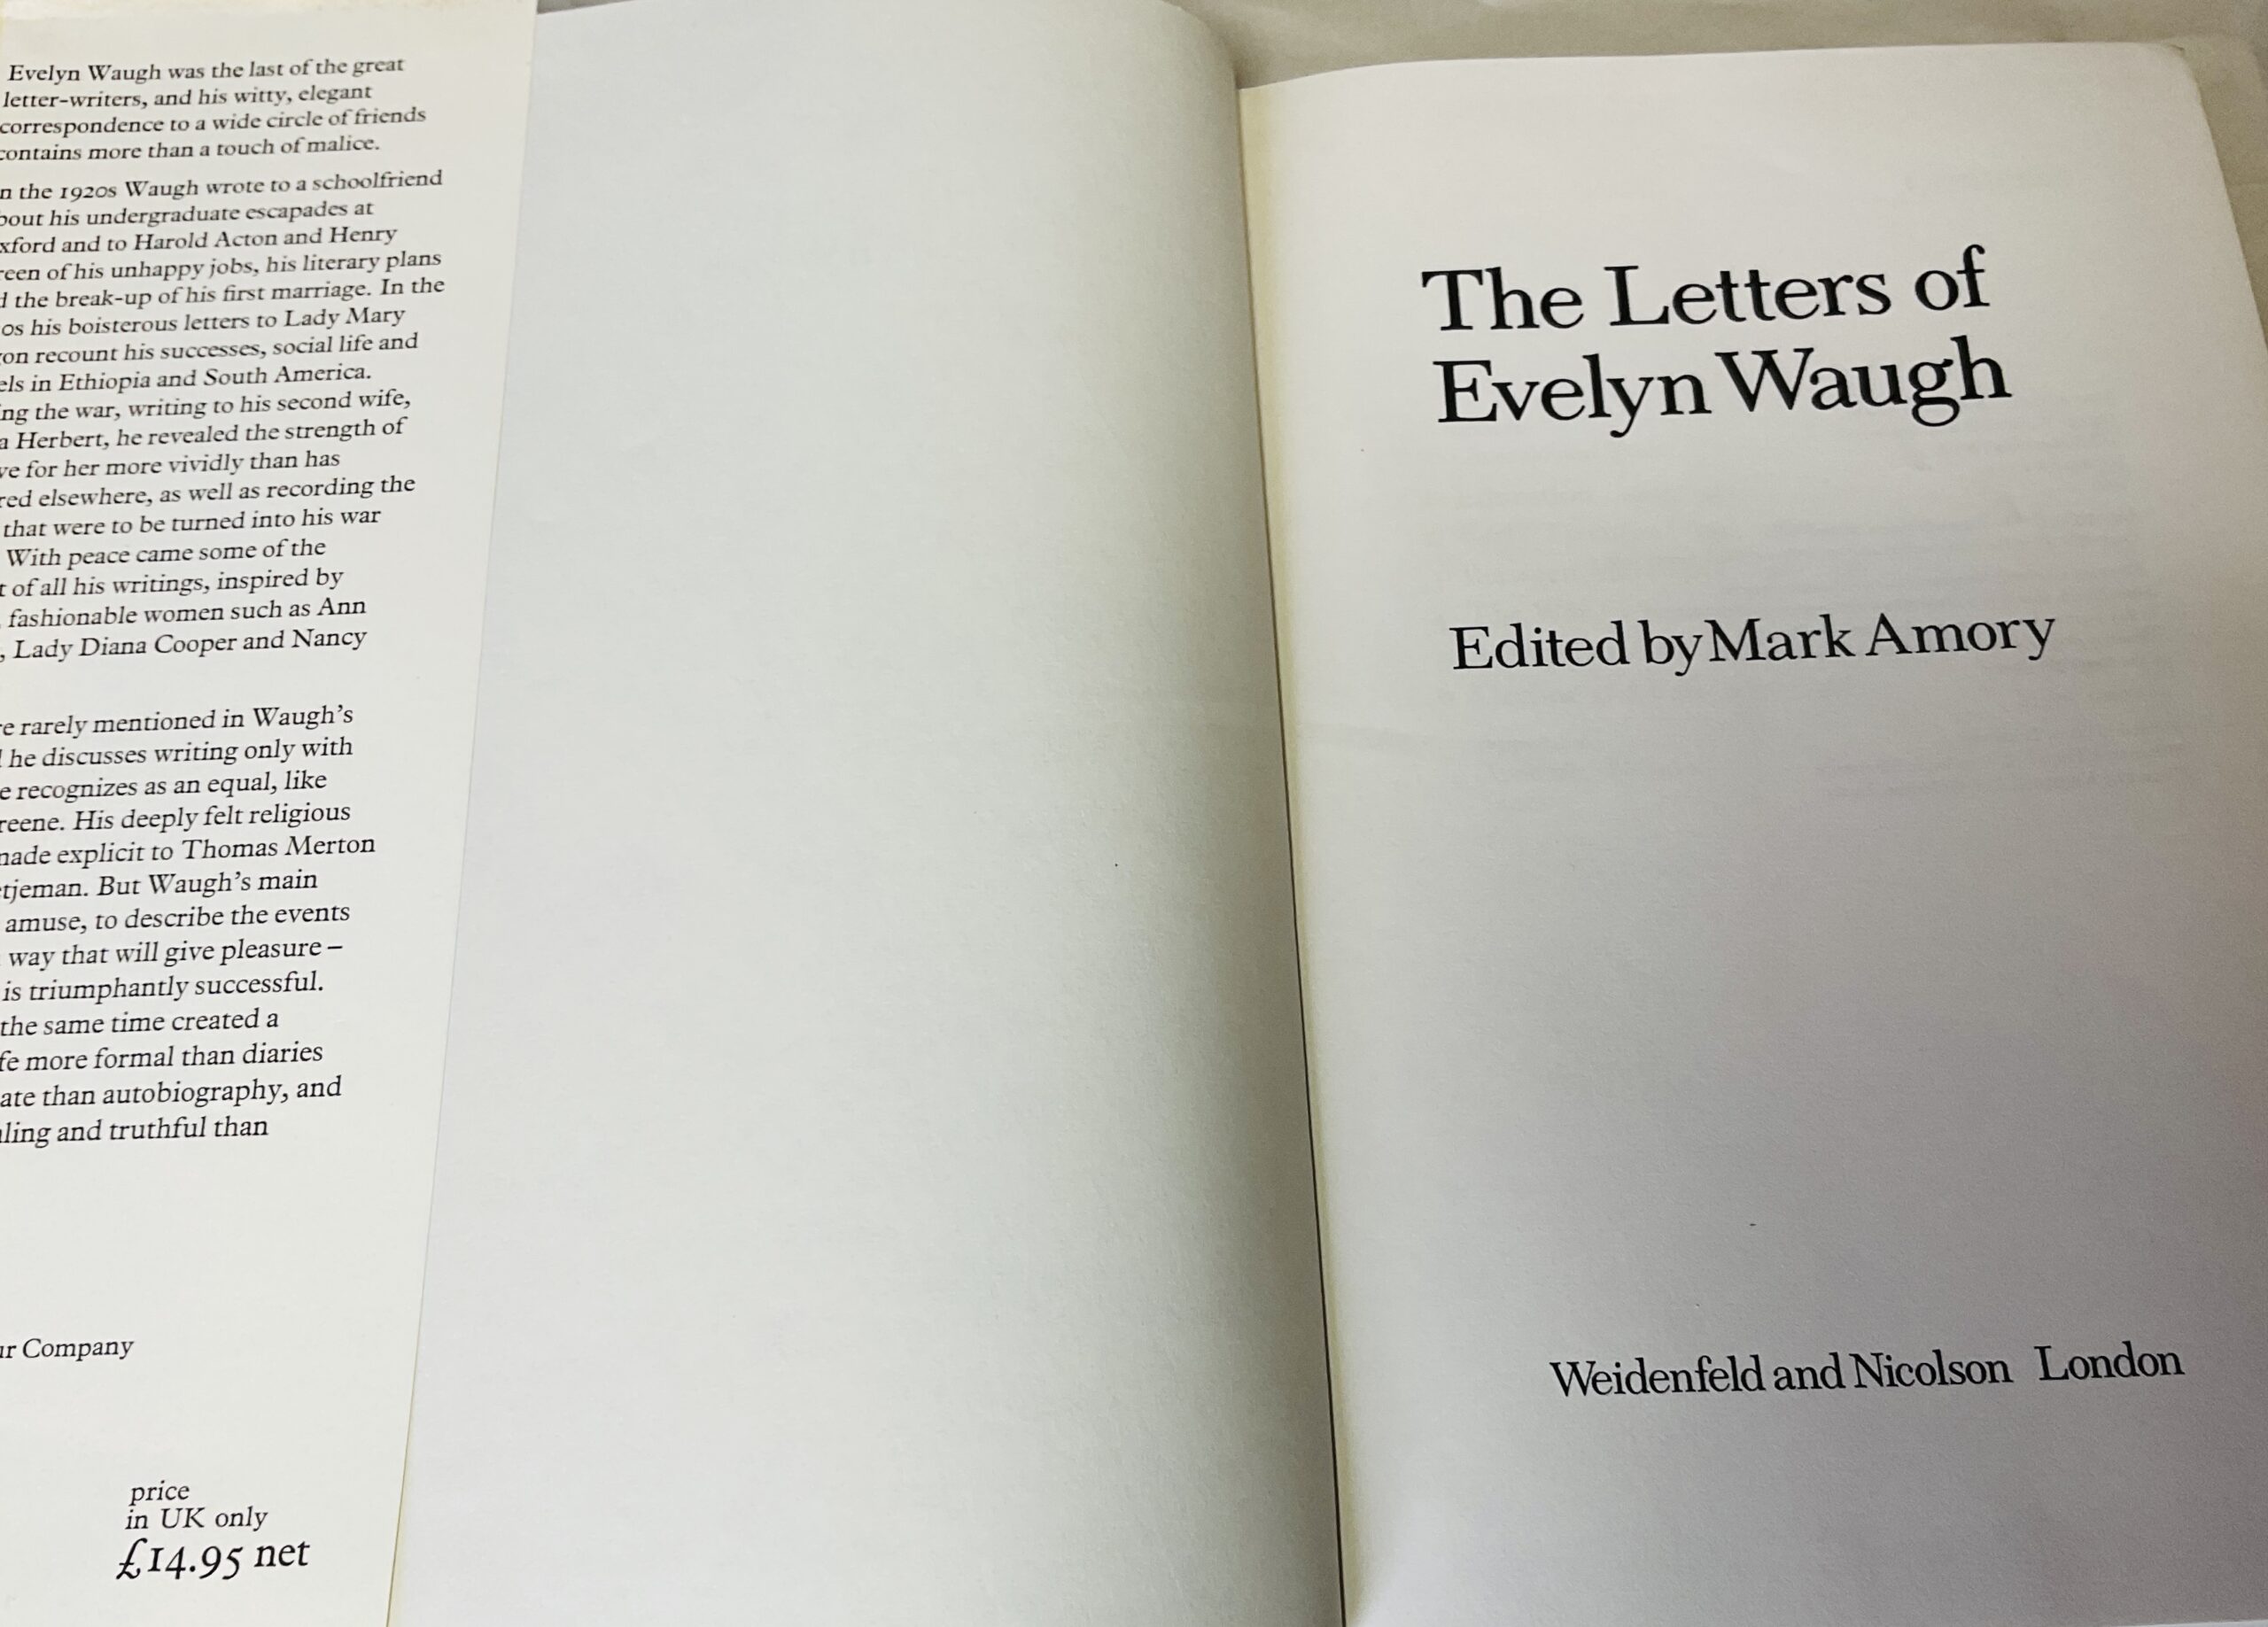 Evelyn Waugh was the last of the great
letter-writers, and his witty, elegant
correspondence to a wide circle of friends
contains more than a touch of malice.
n the 1920s Waugh wrote to a schoolfriend
bout his undergraduate escapades at
xford and to Harold Acton and Henry
reen of his unhappy jobs, his literary plans
d the break-up of his first marriage. In the
os his boisterous letters to Lady Mary
gon recount his successes, social life and
els in Ethiopia and South America.
ing the war, writing to his second wife,
a Herbert, he revealed the strength of
ve for her more vividly than has
red elsewhere, as well as recording the
that were to be turned into his war
With peace came some of the
t of all his writings, inspired by
fashionable women such as Ann
, Lady Diana Cooper and Nancy
re rarely mentioned in Waugh's
he discusses writing only with
e recognizes as an equal, like
reene. His deeply felt religious
made explicit to Thomas Merton
tjeman. But Waugh's main
amuse, to describe the events
way that will give pleasure –
is triumphantly successful.
the same time created a
fe more formal than diaries
ate than autobiography, and
ling and truthful than
ur Company
price
in UK only
£14.95 net
The Letters of
Evelyn Waugh
Edited by Mark Amory
Weidenfeld and Nicolson London